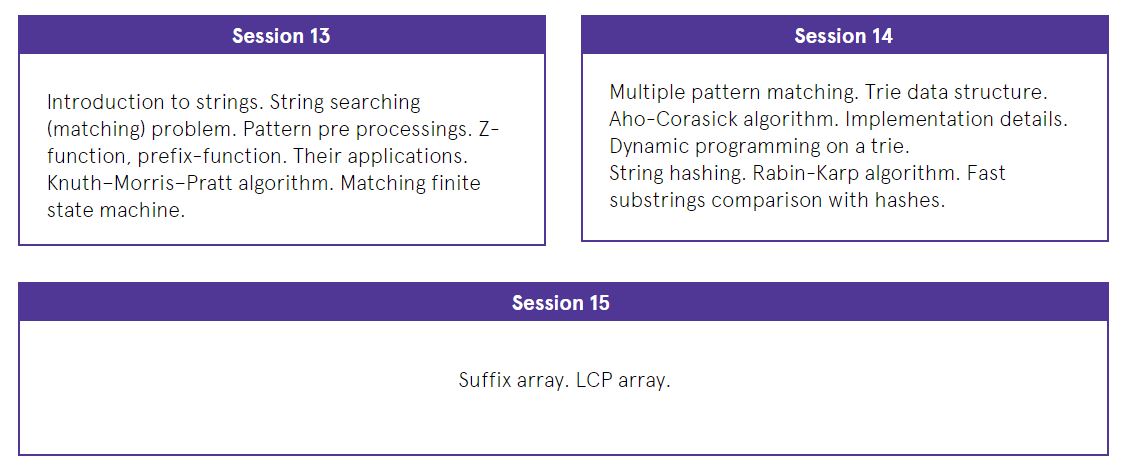 Session 13
Introduction to strings. String searching
(matching) problem. Pattern pre processings. Z-
function, prefix-function. Their applications.
Knuth–Morris–Pratt algorithm. Matching finite
state machine.
Session 14
Multiple pattern matching. Trie data structure.
Aho-Corasick algorithm. Implementation details.
Dynamic programming on a trie.
String hashing. Rabin-Karp algorithm. Fast
substrings comparison with hashes.
Session 15
Suffix array. LCP array.